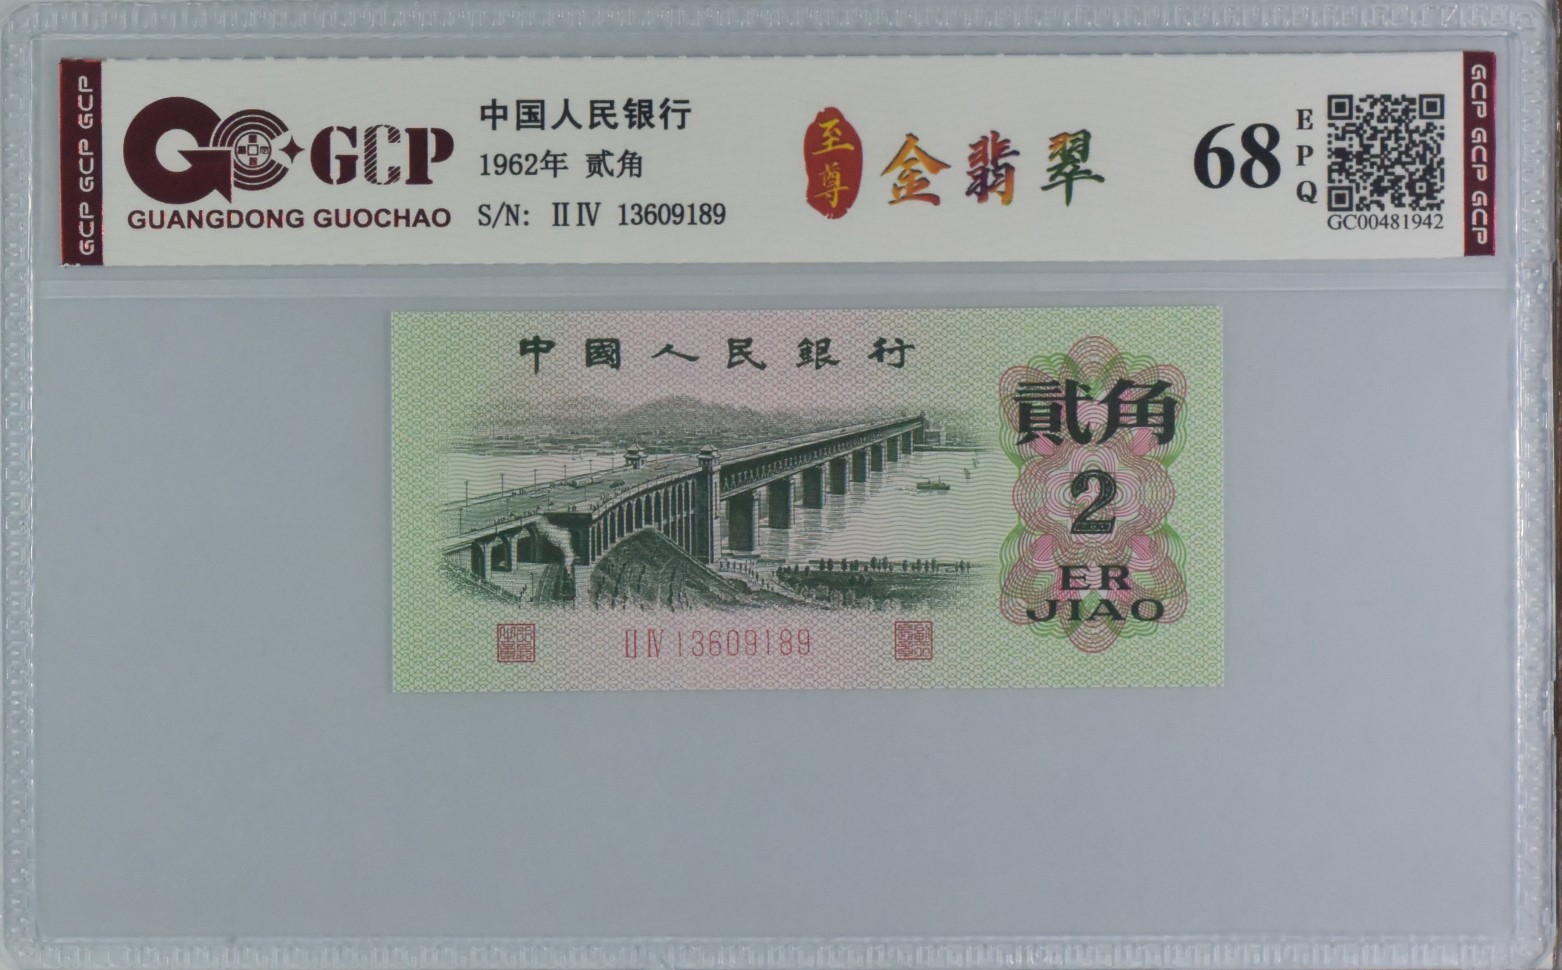 GCP GCP GCP
GCP
GUANGDONG GUOCHAO
中国人民银行
1962年 贰角
S/N: ⅡⅣ 13609189
至尊
金翡翠
68
EPQ
GC00481942
GCP GCP GCP
中國人民銀行
貳角
2
ER
JIAO
ⅡⅣ 13609189